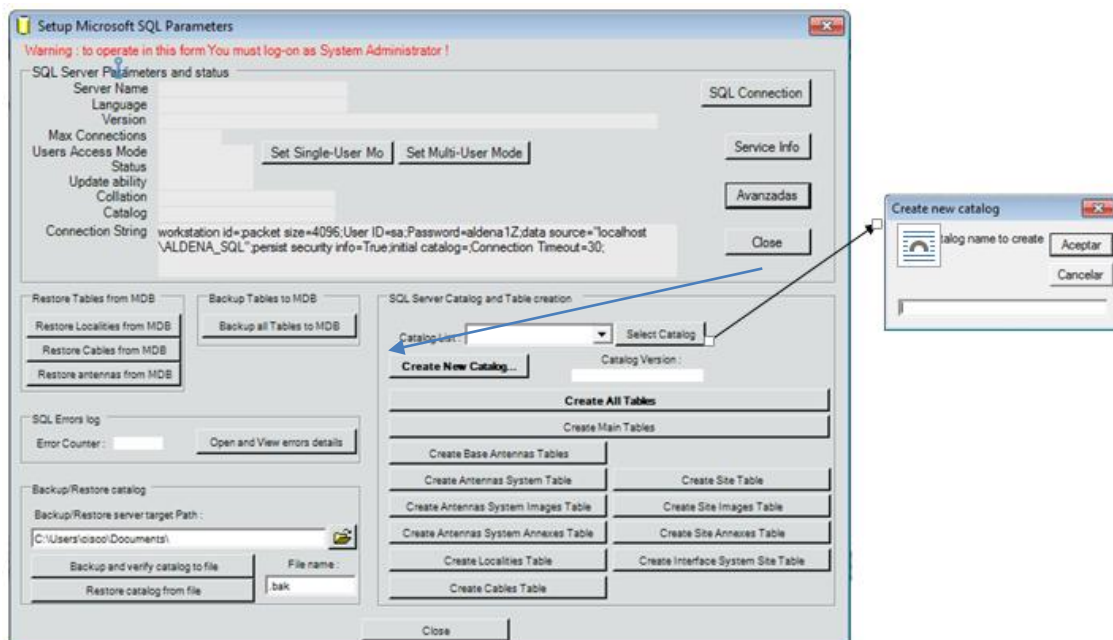 Setup Microsoft SQL Parameters
Warning : to operate in this form You must log-on as System Administrator !
SQL Server Parameters and status
Server Name
Language
Version
Max Connections
Users Access Mode
Set Single-User Mo
Set Multi-User Mode
Status
Update ability
Collation
Catalog
Connection String
workstation id=;packet size=4096;User ID=sa;Password=aldena1Z;data source="localhost
\ALDENA_SQL";persist security info=True;initial catalog=;Connection Timeout=30;
SQL Connection
Service Info
Avanzadas
Close
Restore Tables from MDB
Restore Localities from MDB
Restore Cables from MDB
Restore antennas from MDB
Backup Tables to MDB
Backup all Tables to MDB
SQL Errors log
Error Counter :
Open and View errors details
Backup/Restore catalog
Backup/Restore server target Path :
C:\Users\cisco\Documents\
Backup and verify catalog to file
File name :
Restore catalog from file
.bak
SQL Server Catalog and Table creation
Catalog List :
Select Catalog
Create New Catalog...
Catalog Version :
Create All Tables
Create Main Tables
Create Base Antennas Tables
Create Antennas System Table
Create Site Table
Create Antennas System Images Table
Create Site Images Table
Create Antennas System Annexes Table
Create Site Annexes Table
Create Localities Table
Create Interface System Site Table
Create Cables Table
Close
Create new catalog
talog name to create
Aceptar
Cancelar